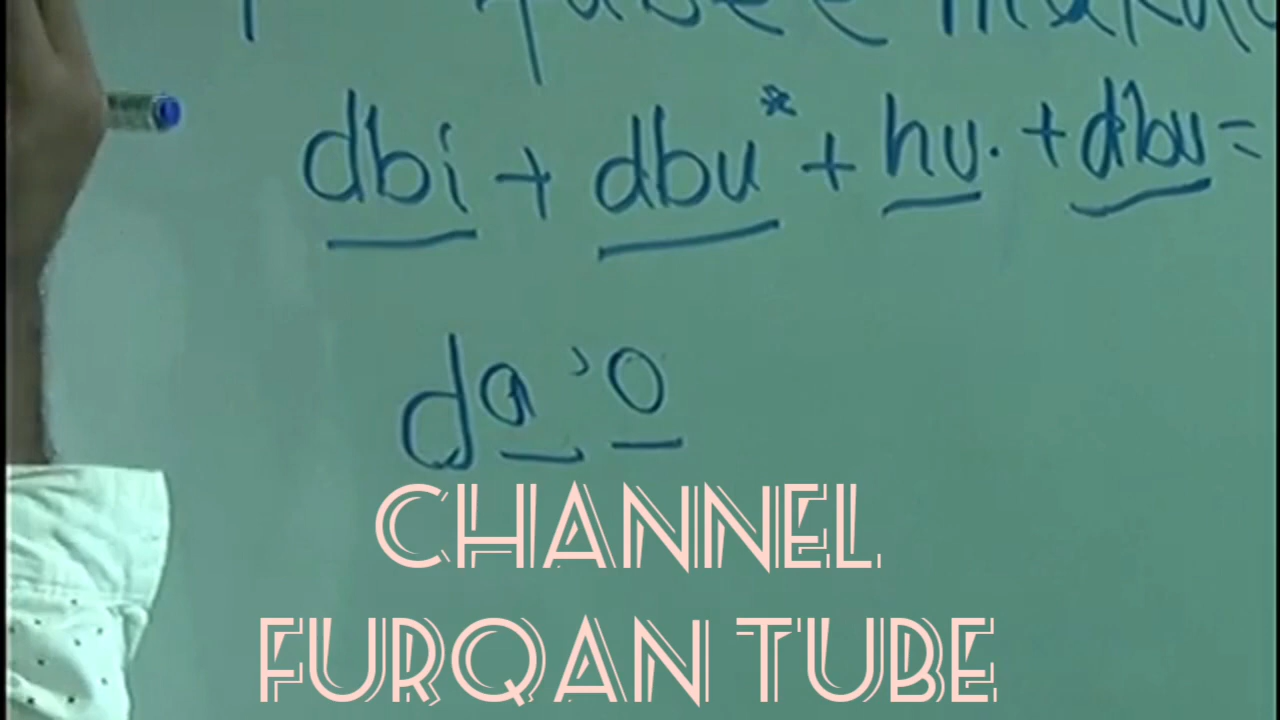 dbi + dbu* + hu. + dbu =
da, o
CHANNEL
FURQAN TUBE